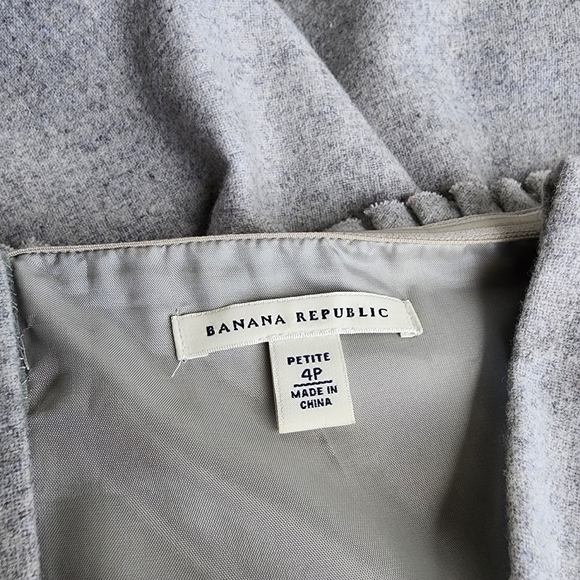 BANANA REPUBLIC
PETITE
4P
MADE IN
CHINA